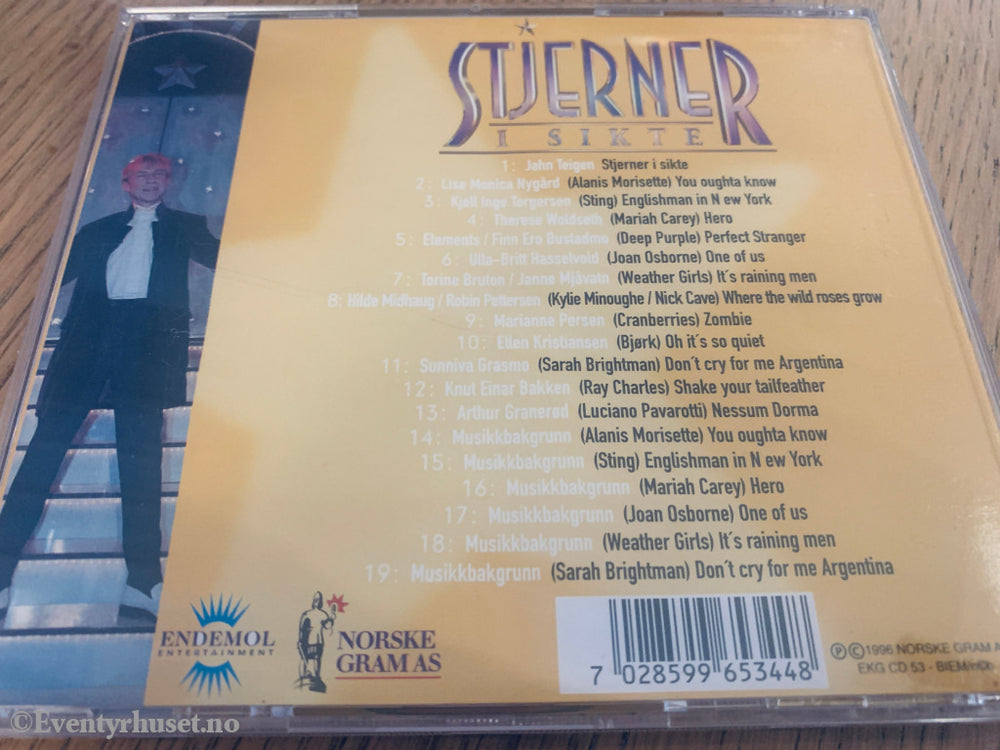 STJERNER
I SIKTE
1: Jahn Teigen Stjerner i sikte
2: Lise Monica Nygård (Alanis Morisette) You oughta know
3: Kjell Inge Torgersen (Sting) Englishman in N ew York
4: Therese Woldseth (Mariah Carey) Hero
5: Elements / Finn Ero Bustadmo (Deep Purple) Perfect Stranger
6: Ulla-Britt Hasselvold (Joan Osborne) One of us
7: Torine Bruton / Janne Mjåvatn (Weather Girls) It´s raining men
8: Hilde Midhaug / Robin Pettersen (Kylie Minoughe / Nick Cave) Where the wild roses grow
9: Marianne Persen (Cranberries) Zombie
10: Ellen Kristiansen (Bjørk) Oh it´s so quiet
11: Sunniva Grasmo (Sarah Brightman) Don´t cry for me Argentina
12: Knut Einar Bakken (Ray Charles) Shake your tailfeather
13: Arthur Granerød (Luciano Pavarotti) Nessum Dorma
14: Musikkbakgrunn (Alanis Morisette) You oughta know
15: Musikkbakgrunn (Sting) Englishman in N ew York
16: Musikkbakgrunn (Mariah Carey) Hero
17: Musikkbakgrunn (Joan Osborne) One of us
18: Musikkbakgrunn (Weather Girls) It´s raining men
19: Musikkbakgrunn (Sarah Brightman) Don´t cry for me Argentina
ENDEMOL
ENTERTAINMENT
NORSKE
GRAM AS
7 028599 653448
ⓅⒸ1996 NORSKE GRAM A
EKG CD 53 - BIEM/ncb
©Eventyrhuset.no